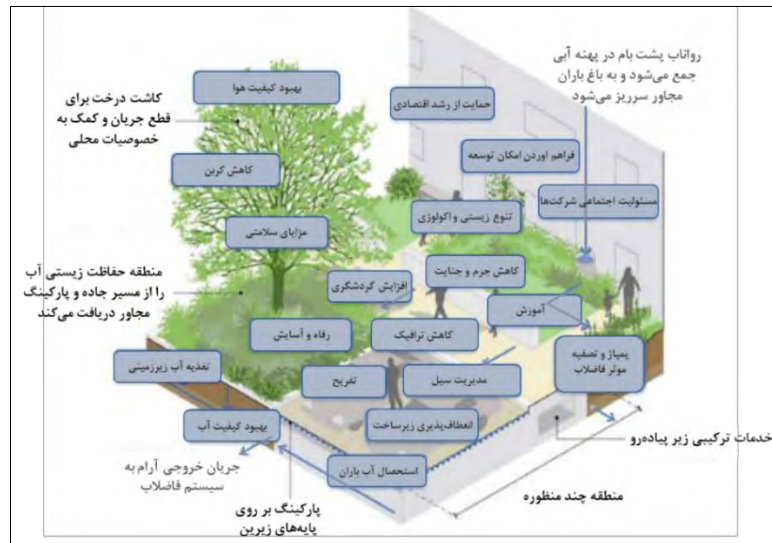 رواناب پشت بام در پهنه آبی
جمع می‌شود و به باغ باران
مجاور سرریز می‌شود
بهبود کیفیت هوا
کاشت درخت برای
قطع جریان و کمک به
خصوصیات محلی
حمایت از رشد اقتصادی
فراهم اوردن امکان توسعه
کاهش کربن
مسئولیت اجتماعی شرکت‌ها
تنوع زیستی و اکولوژی
مزایای سلامتی
منطقه حفاظت زیستی آب
را از مسیر جاده و پارکینگ
مجاور دریافت می‌کند
کاهش جرم و جنایت
افزایش گردشگری
آموزش
رفاه و آسایش
کاهش ترافیک
پمپاژ و تصفیه
موثر فاضلاب
تغذیه آب زیرزمینی
تفریح
مدیریت سیل
بهبود کیفیت آب
انعطاف‌پذیری زیرساخت
خدمات ترکیبی زیر پیاده‌رو
جریان خروجی آرام به
سیستم فاضلاب
استحصال آب باران
منطقه چند منظوره
پارکینگ بر روی
پایه‌های زیرین